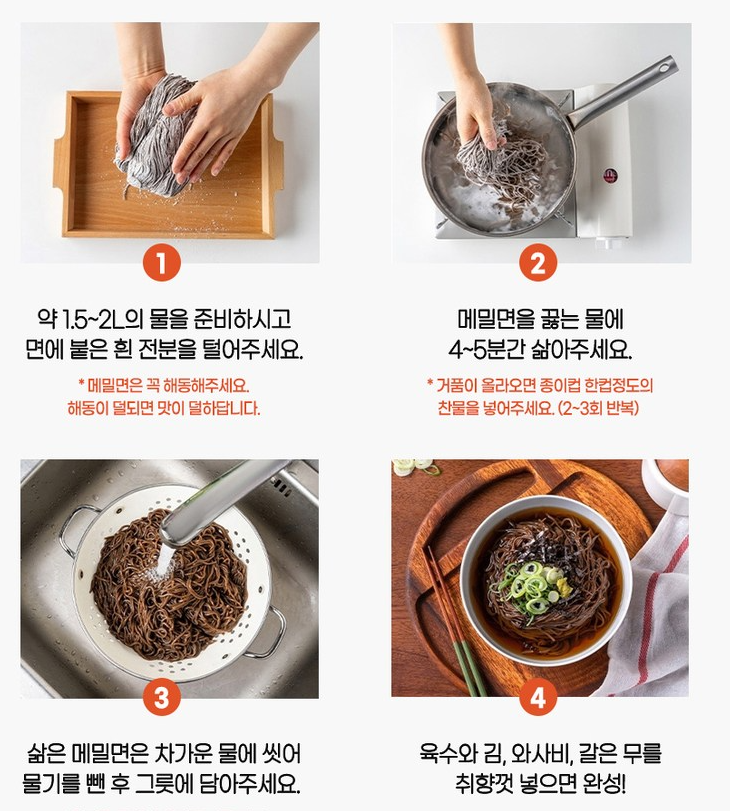 1
약 1.5~2L의 물을 준비하시고
면에 붙은 흰 전분을 털어주세요.
* 메밀면은 꼭 해동해주세요.
해동이 덜되면 맛이 덜하답니다.
2
메밀면을 끓는 물에
4~5분간 삶아주세요.
* 거품이 올라오면 종이컵 한컵정도의
찬물을 넣어주세요. (2~3회 반복)
3
삶은 메밀면은 차가운 물에 씻어
물기를 뺀 후 그릇에 담아주세요.
4
육수와 김, 와사비, 갈은 무를
취향껏 넣으면 완성!